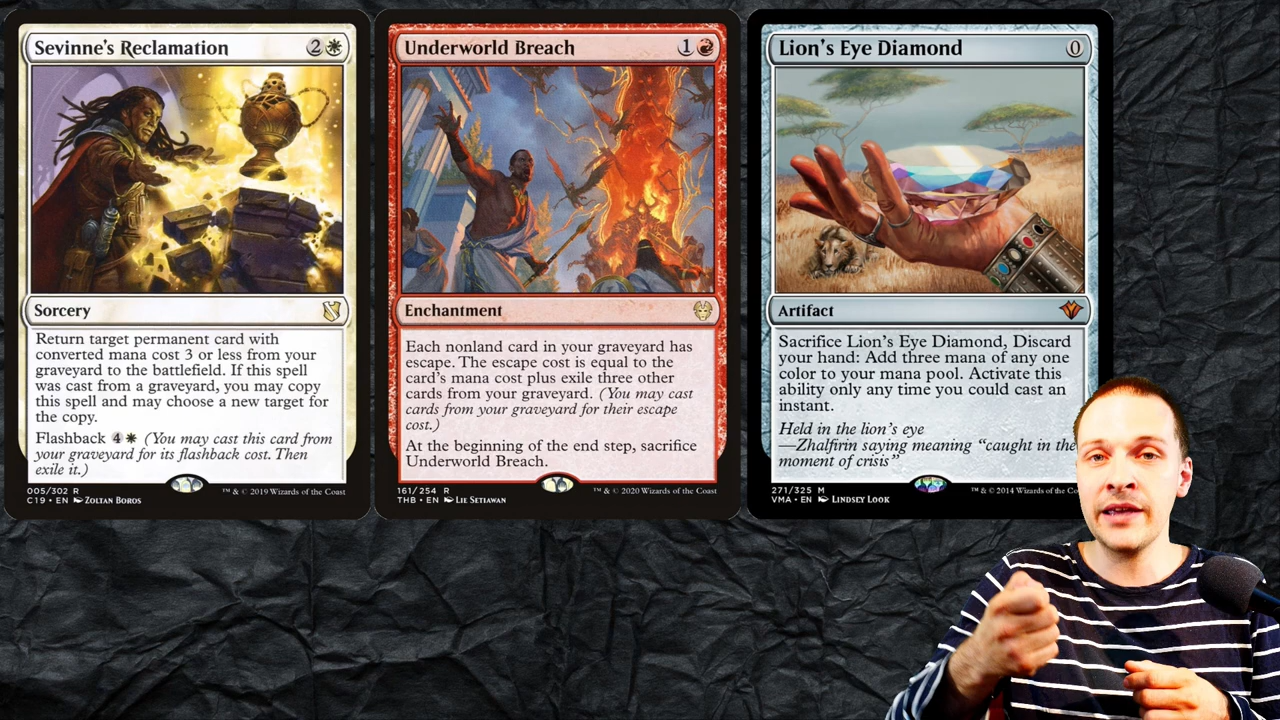 Sevinne's Reclamation 2
Sorcery
Return target permanent card with
converted mana cost 3 or less from your
graveyard to the battlefield. If this spell
was cast from a graveyard, you may copy
this spell and may choose a new target for
the copy.
Flashback 4 (You may cast this card from
your graveyard for its flashback cost. Then
exile it.)
005/302 R
C19 • EN Zoltan Boros
™ & © 2019 Wizards of the Coast
Underworld Breach 1
Enchantment
Each nonland card in your graveyard has
escape. The escape cost is equal to the
card's mana cost plus exile three other
cards from your graveyard. (You may cast
cards from your graveyard for their escape
cost.)
At the beginning of the end step, sacrifice
Underworld Breach.
161/254 R
THB • EN Lie Setiawan
™ & © 2020 Wizards of the Coast
Lion's Eye Diamond 0
Artifact
Sacrifice Lion's Eye Diamond, Discard
your hand: Add three mana of any one
color to your mana pool. Activate this
ability only any time you could cast an
instant.
Held in the lion's eye
—Zhalfirin saying meaning "caught in the
moment of crisis"
271/325 M
VMA • EN Lindsey Look
™ & © 2014 Wizards of the Co